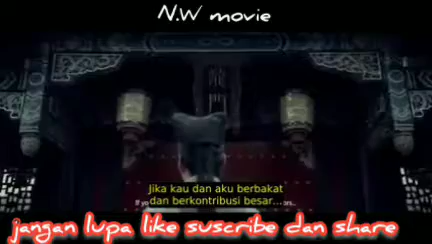 N.W movie
Jika kau dan aku berbakat
dan berkontribusi besar...
jangan lupa like suscribe dan share